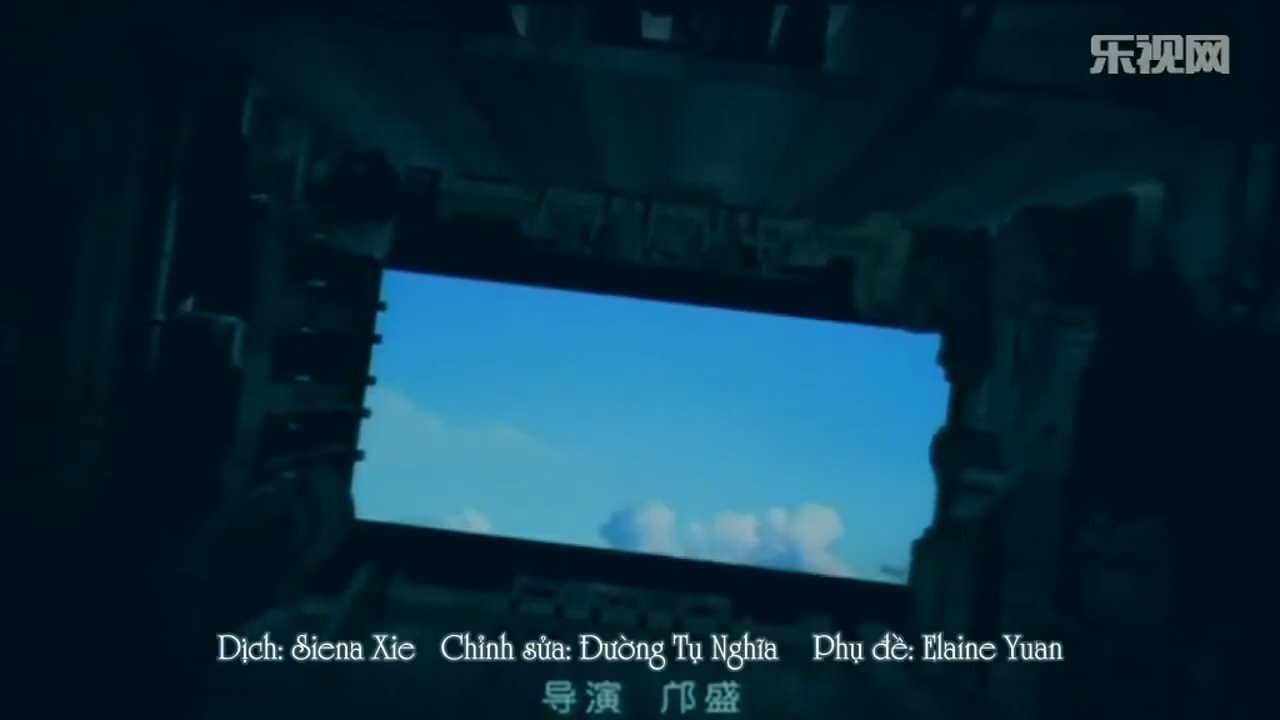 乐视网
Dịch: Siena Xie Chỉnh sửa: Đường Tụ Nghĩa Phụ đề: Elaine Yuan
导演 邝盛